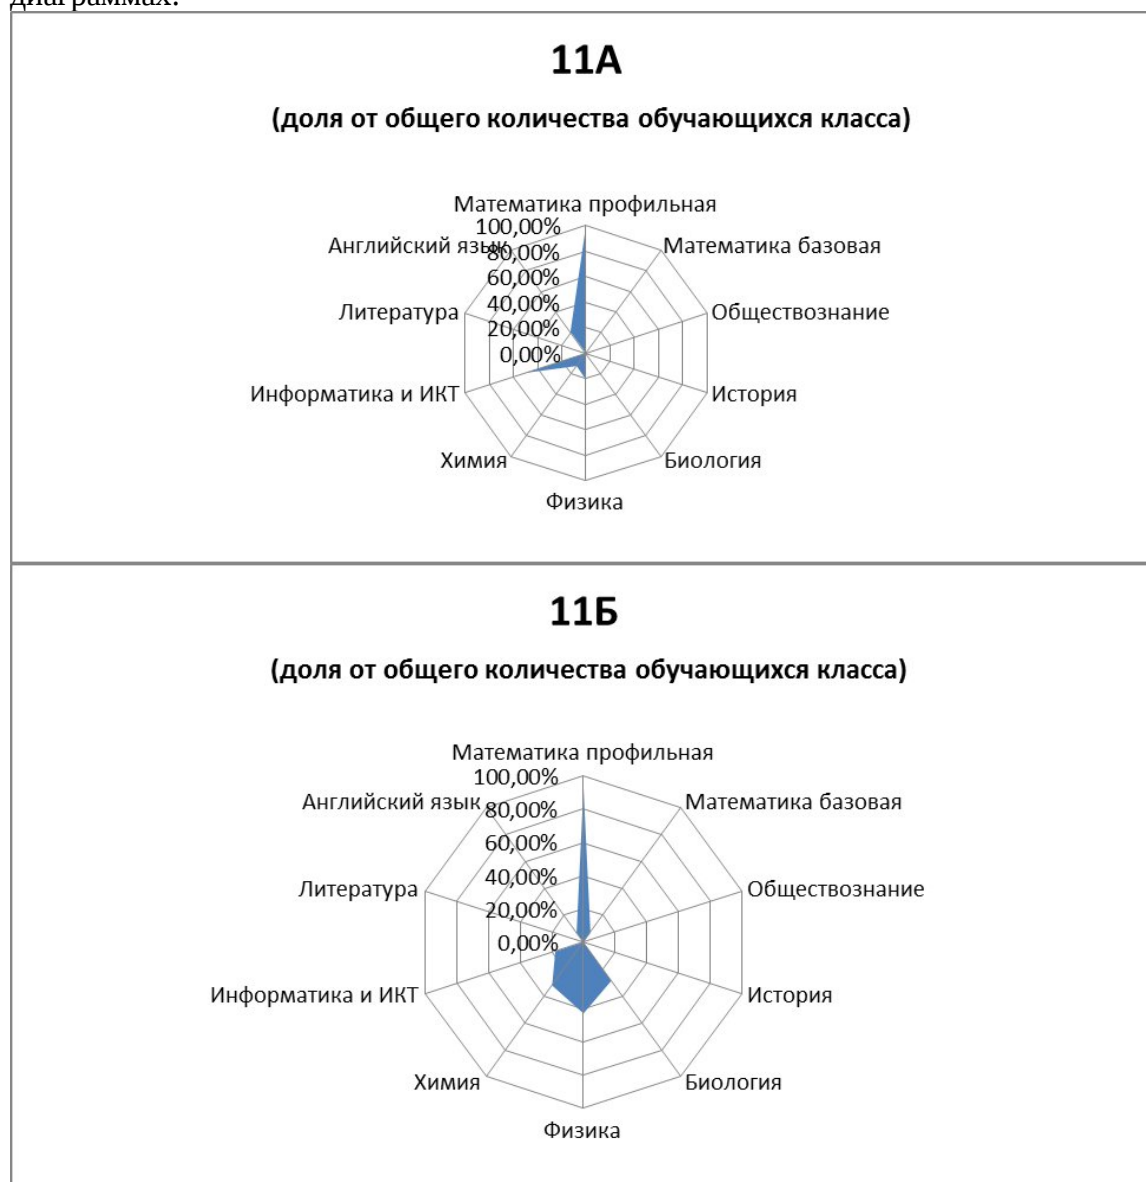 диаграммах.
11А
(доля от общего количества обучающихся класса)
Математика профильная
100,00%
Английский язык
80,00%
Математика базовая
60,00%
Литература
40,00%
Обществознание
20,00%
0,00%
Информатика и ИКТ
История
Химия
Биология
Физика
11Б
(доля от общего количества обучающихся класса)
Математика профильная
100,00%
Английский язык
80,00%
Математика базовая
60,00%
Литература
40,00%
Обществознание
20,00%
0,00%
Информатика и ИКТ
История
Химия
Биология
Физика